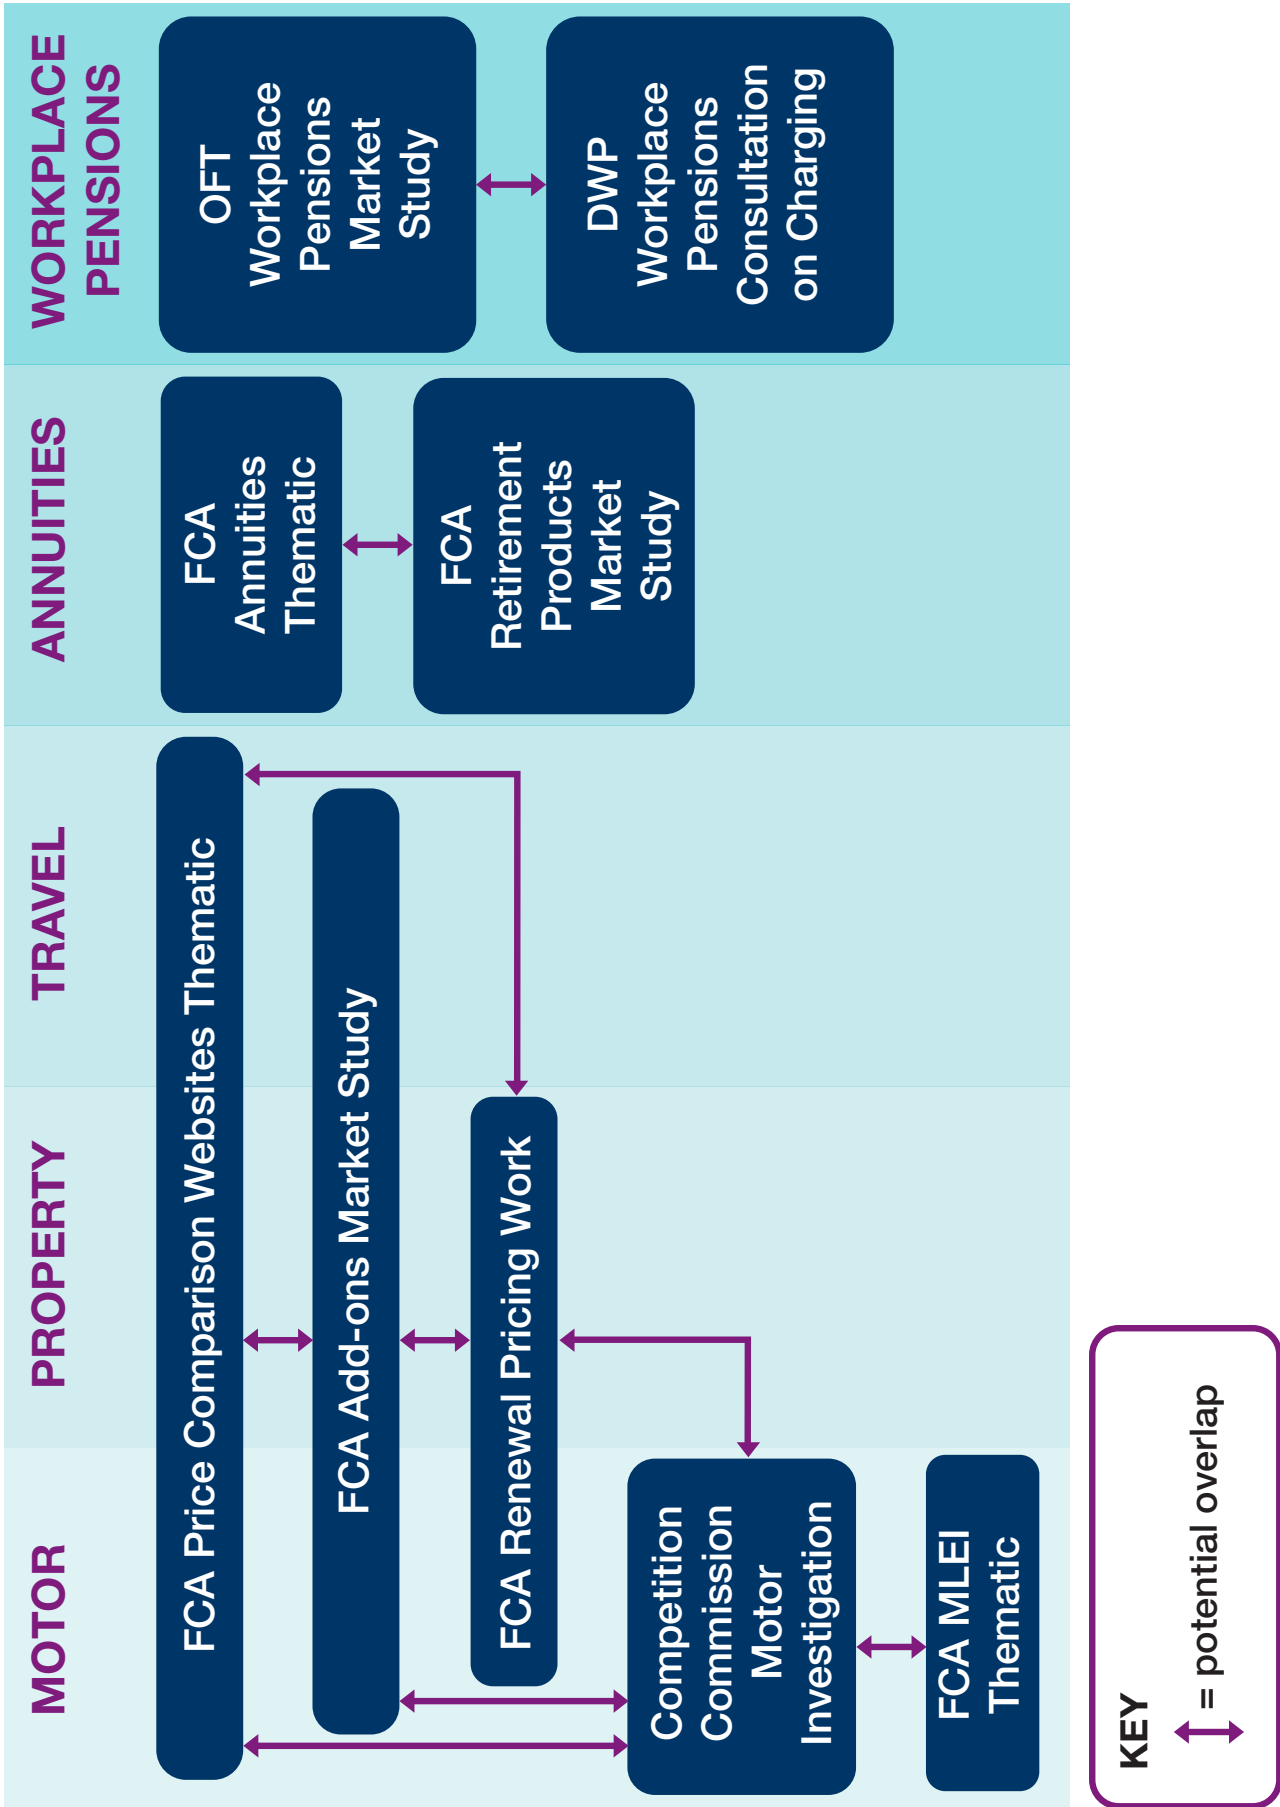 MOTOR
PROPERTY
TRAVEL
ANNUITIES
WORKPLACE
PENSIONS
FCA Price Comparison Websites Thematic
FCA Add-ons Market Study
FCA Renewal Pricing Work
Competition
Commission
Motor
Investigation
FCA MLEI
Thematic
FCA
Annuities
Thematic
FCA
Retirement
Products
Market
Study
OFT
Workplace
Pensions
Market
Study
DWP
Workplace
Pensions
Consultation
on Charging
KEY
= potential overlap